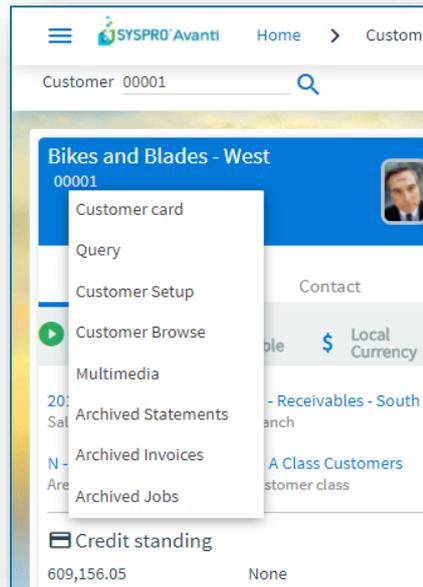 SYSPRO Avanti Home > Custom
Customer 00001
Bikes and Blades - West
00001
Customer card
Query
Customer Setup
Contact
Customer Browse
ble $ Local
Currency
Multimedia
20 - Receivables - South
Sal anch
Archived Statements
Archived Invoices
N - A Class Customers
Are stomer class
Archived Jobs
Credit standing
609,156.05 None